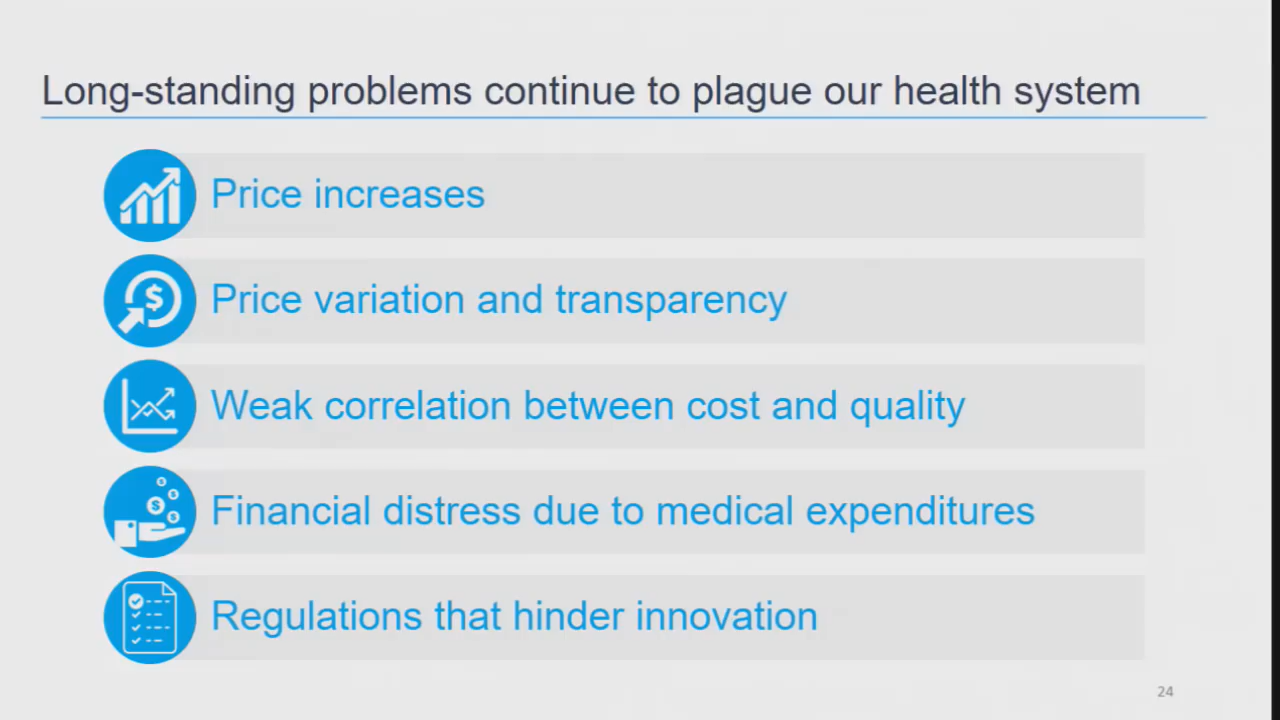 Long-standing problems continue to plague our health system
Price increases
$
Price variation and transparency
Weak correlation between cost and quality
Financial distress due to medical expenditures
Regulations that hinder innovation
24